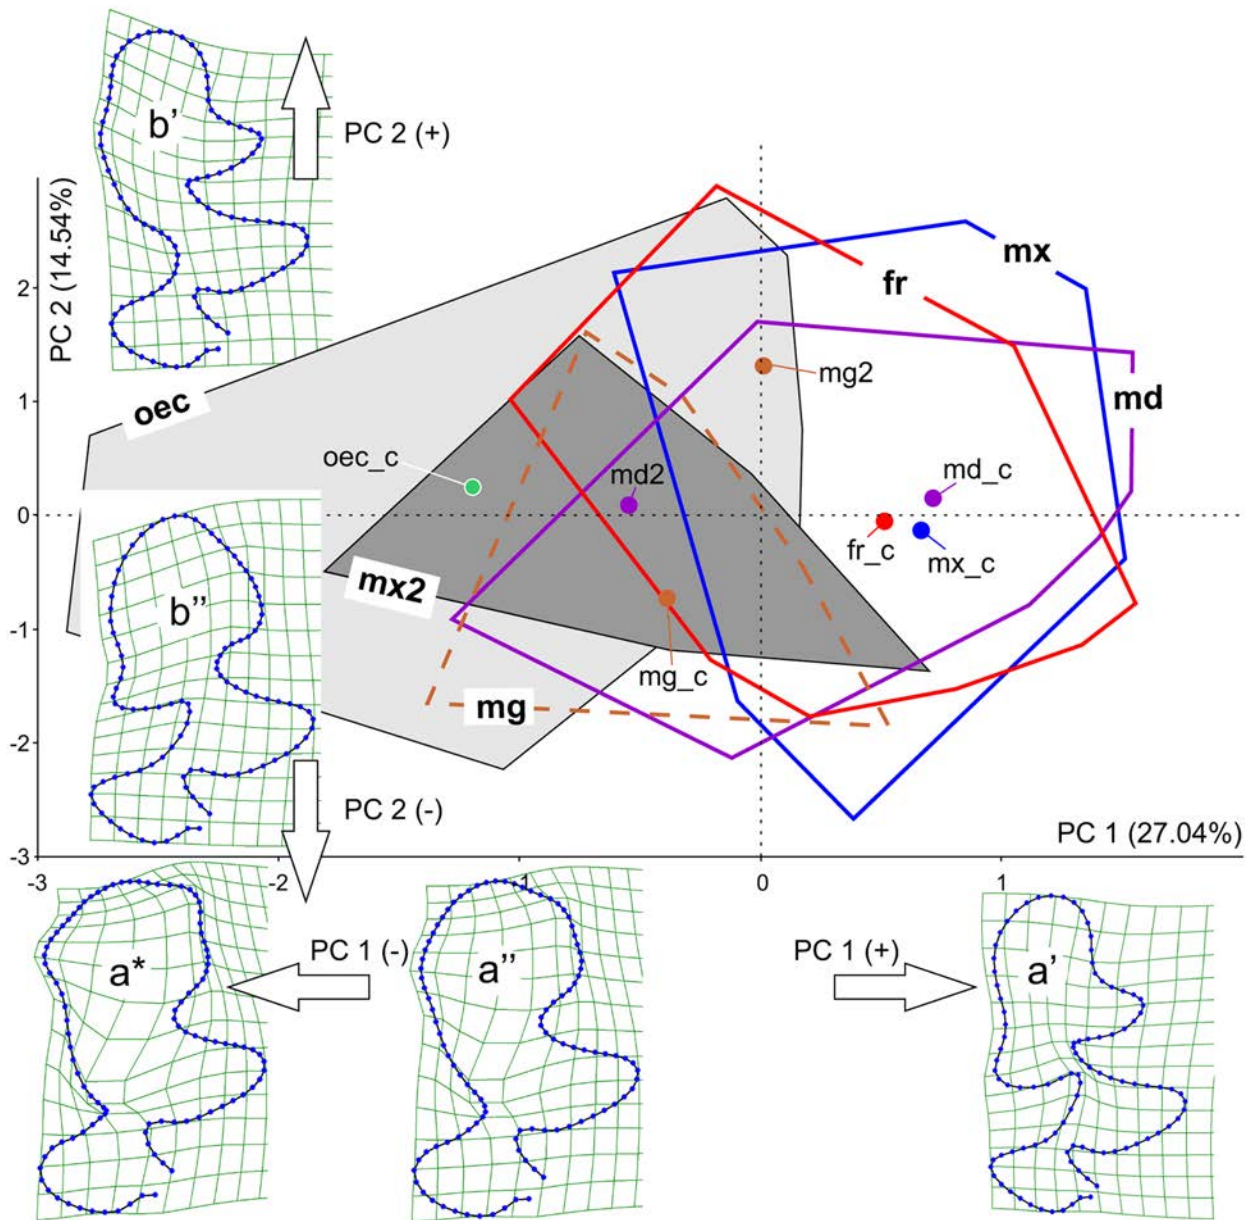 b’
PC 2 (+)
PC 2 (14.54%)
mx
fr
2
mg2
oec
md
1
oec_c
md2
md_c
0
fr_c
mx_c
mx2
b”
-1
mg_c
mg
-2
PC 2 (-)
PC 1 (27.04%)
-3
-3
-2
-1
0
1
PC 1 (-)
PC 1 (+)
a*
a”
a’